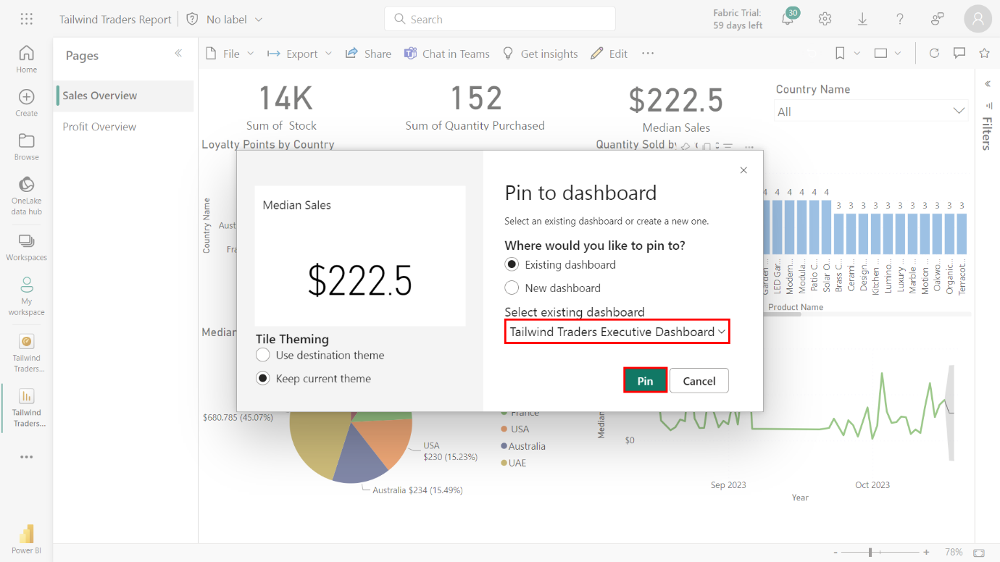 Tailwind Traders Report
No label
Search
Fabric Trial:
59 days left
30
Home
Create
Browse
OneLake
data hub
Workspaces
My
workspace
Tailwind
Traders...
Tailwind
Traders...
Power BI
Pages
Sales Overview
Profit Overview
File
Export
Share
Chat in Teams
Get insights
Edit
14K
Sum of Stock
152
Sum of Quantity Purchased
$222.5
Median Sales
Country Name
All
Filters
Loyalty Points by Country
Quantity Sold by
Country Name
Median Sales
$222.5
Tile Theming
Use destination theme
Keep current theme
Pin to dashboard
Select an existing dashboard or create a new one.
Where would you like to pin to?
Existing dashboard
New dashboard
Select existing dashboard
Tailwind Traders Executive Dashboard
Pin
Cancel
4 4 4 4 4 4 3 3 3 3 3 3 3 3 3 3 3
Garden ...
LED Gar...
Modern...
Modula...
Patio C...
Solar O...
Brass C...
Cerami...
Design...
Kitchen ...
Lumino...
Luxury ...
Marble ...
Motion ...
Oakwo...
Organic...
Terracot...
Product Name
$680.785 (45.07%)
USA
$230 (15.23%)
Australia $234 (15.49%)
France
USA
Australia
UAE
Median
$0
Sep 2023
Oct 2023
Year
78%